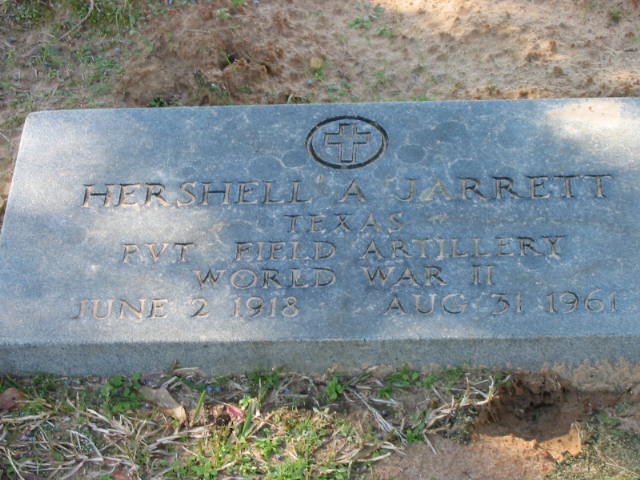 HERSHELL A JARRETT
TEXAS
PVT FIELD ARTILLERY
WORLD WAR II
JUNE 2 1918 AUG 31 1961